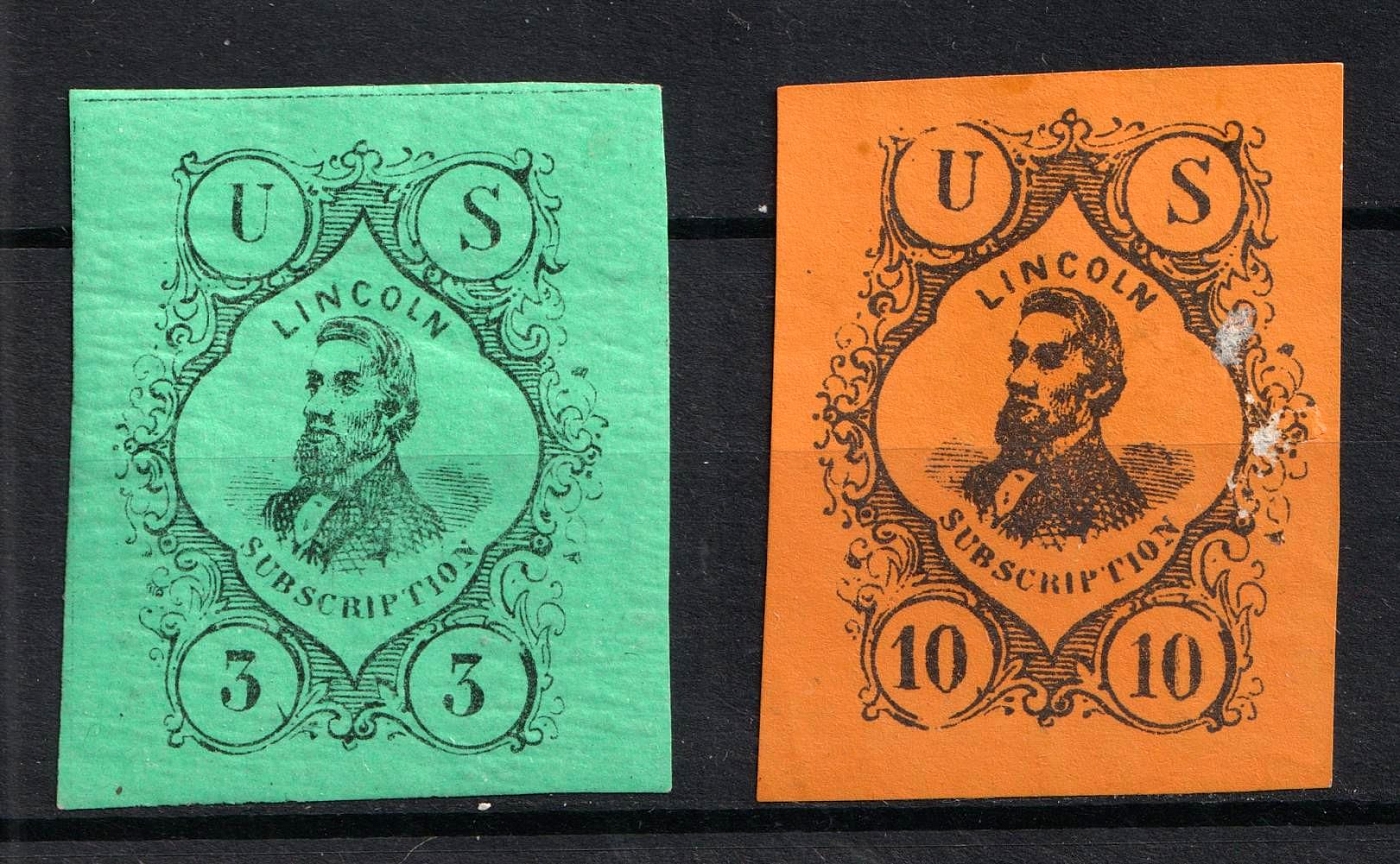 U S
LINCOLN
SUBSCRIPTION
3 3
U S
LINCOLN
SUBSCRIPTION
10 10